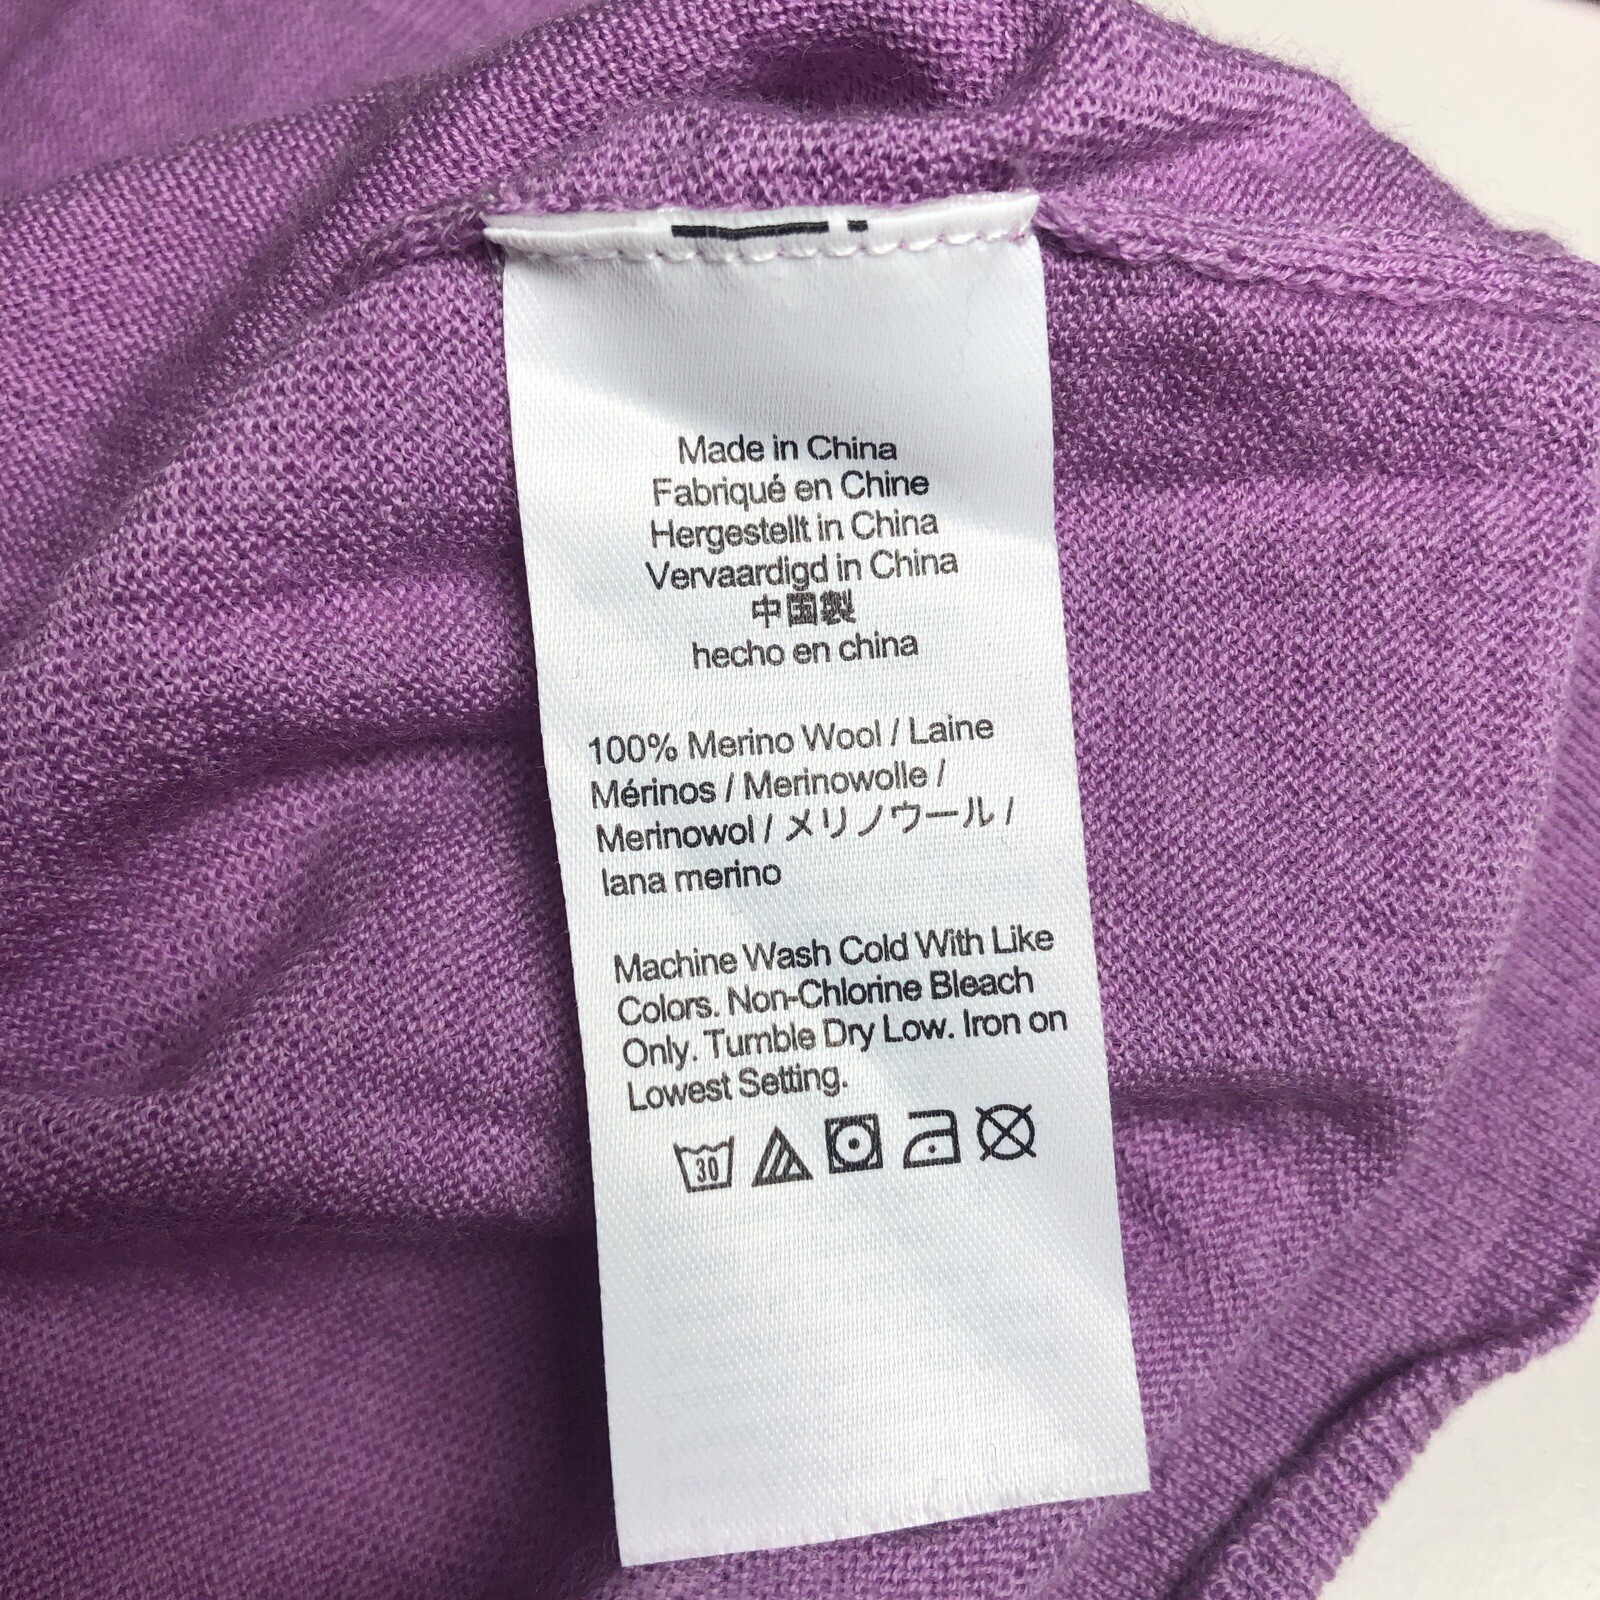 Made in China
Fabriqué en Chine
Hergestellt in China
Vervaardigd in China
中国製
hecho en china
100% Merino Wool / Laine
Mérinos / Merinowolle /
Merinowol / メリノウール /
lana merino
Machine Wash Cold With Like
Colors. Non-Chlorine Bleach
Only. Tumble Dry Low. Iron on
Lowest Setting.
30